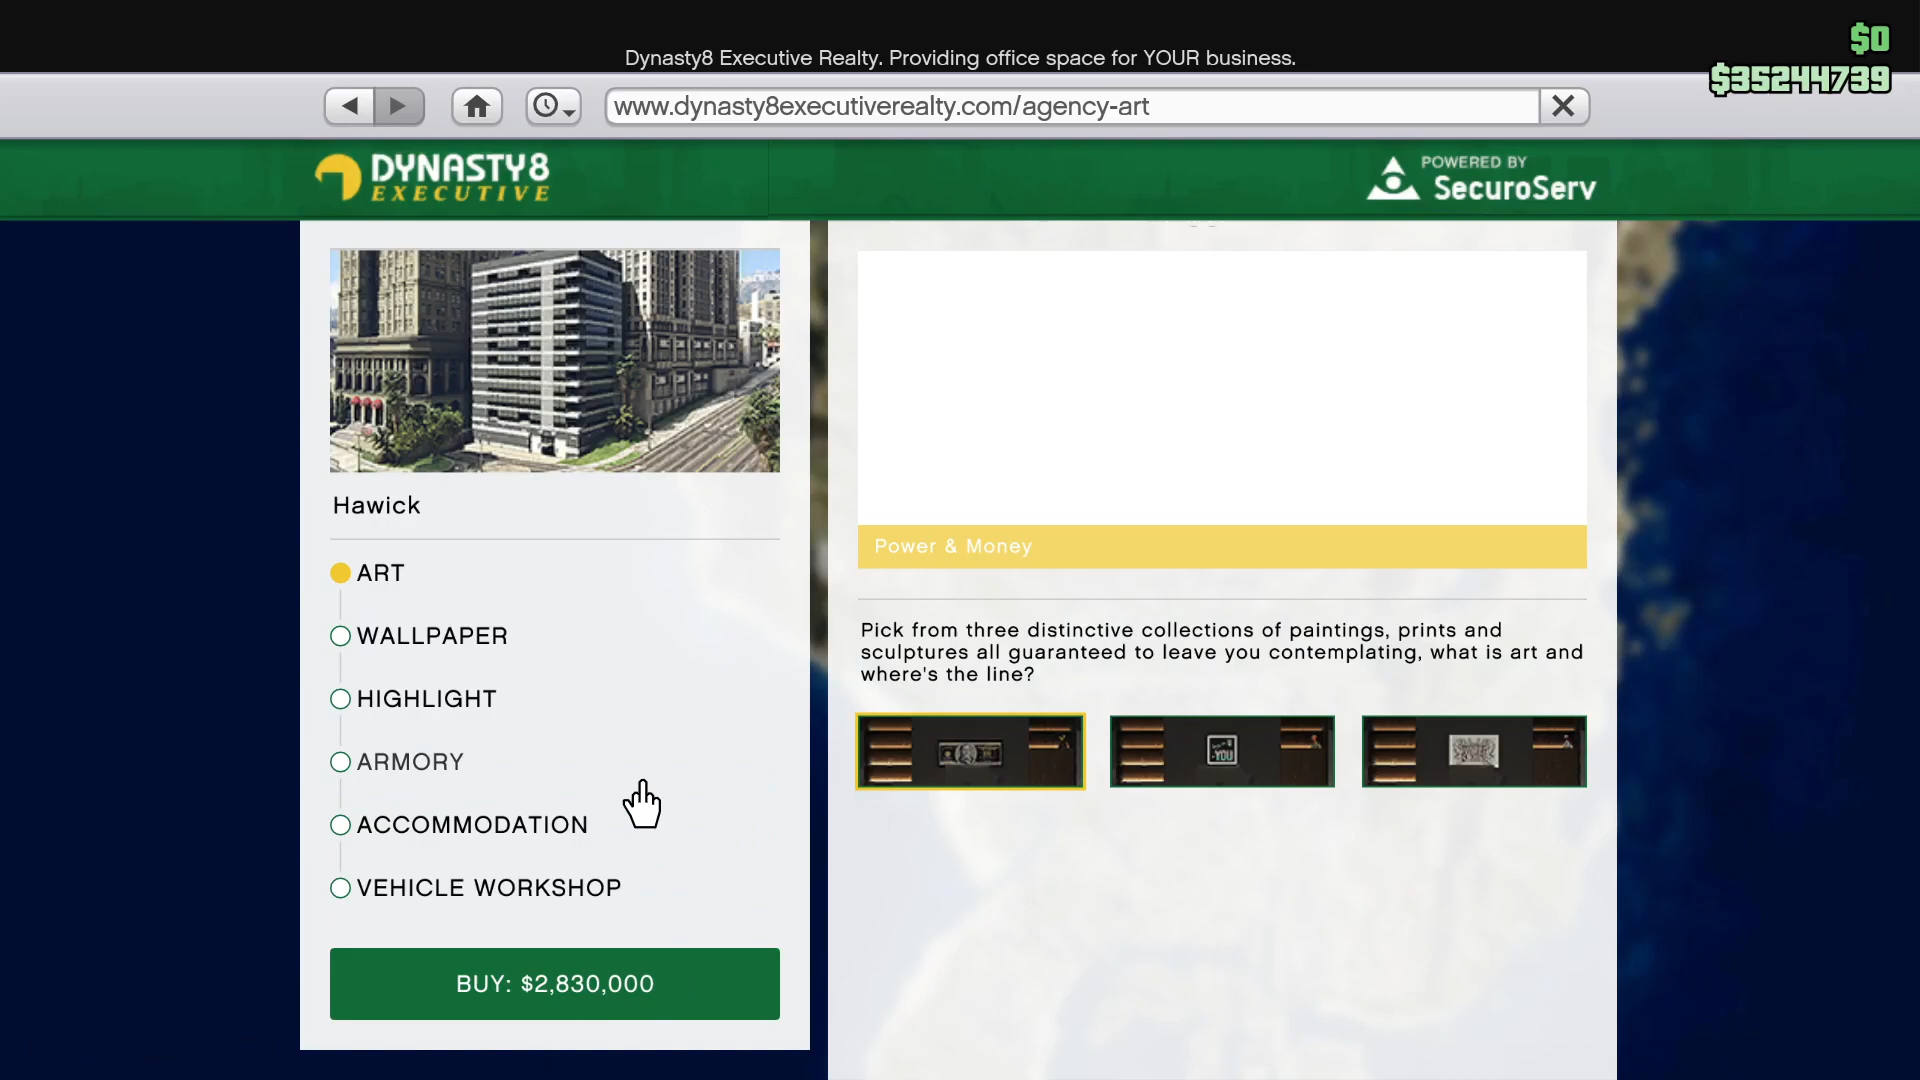 $0
Dynasty8 Executive Realty. Providing office space for YOUR business.
$35244739
www.dynasty8executiverealty.com/agency-art
DYNASTY8
EXECUTIVE
POWERED BY
SecuroServ
Hawick
ART
WALLPAPER
HIGHLIGHT
ARMORY
ACCOMMODATION
VEHICLE WORKSHOP
BUY: $2,830,000
Power & Money
Pick from three distinctive collections of paintings, prints and
sculptures all guaranteed to leave you contemplating, what is art and
where's the line?
YOU